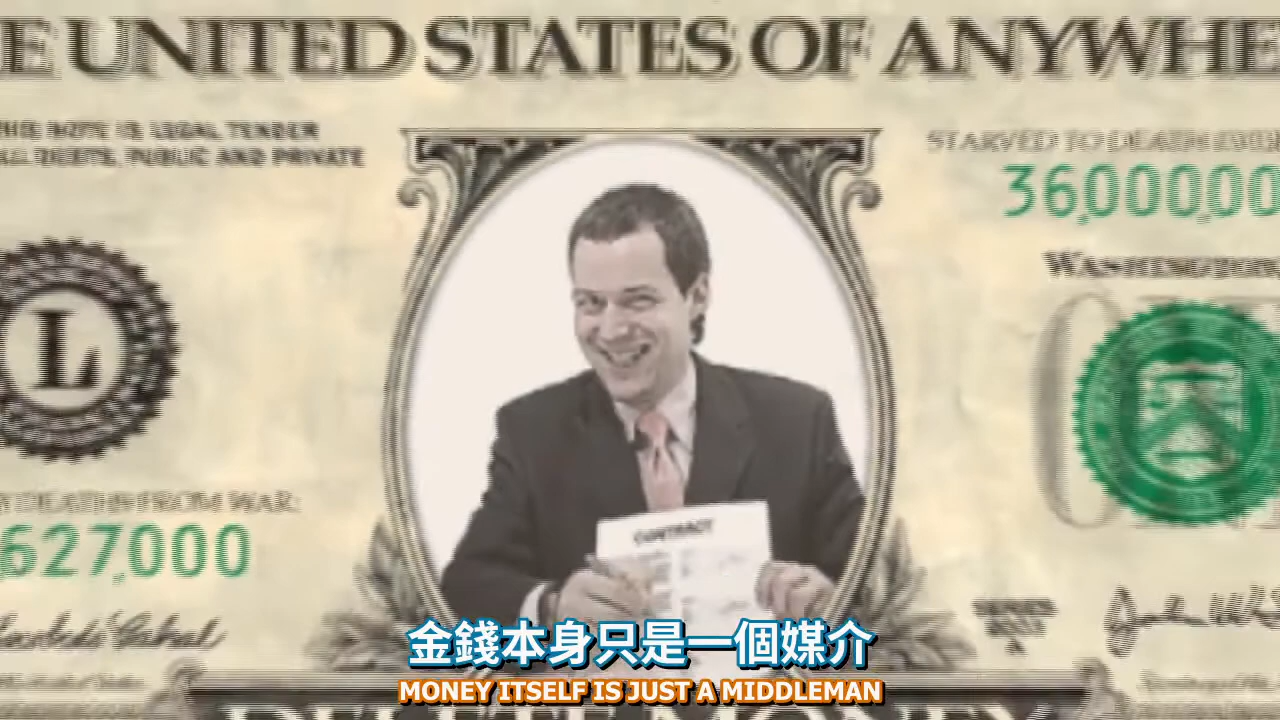 E UNITED STATES OF ANYWHE
THIS NOTE IS LEGAL TENDER
ALL DEBTS, PUBLIC AND PRIVATE
STARVED TO DEATH
36,000,00
WASHINGTON
L
DEATHS FROM WAR:
627,000
CONTRACT
SERIES
金錢本身只是一個媒介
MONEY ITSELF IS JUST A MIDDLEMAN